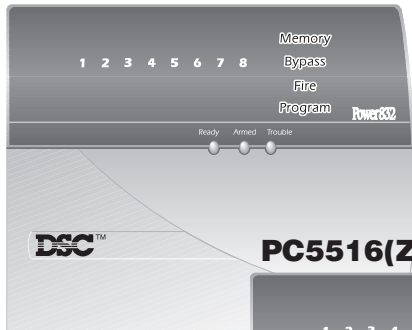 Memory
1 2 3 4 5 6 7 8 Bypass
Fire
Program Power832
Ready Armed Trouble
DSC™
PC5516(Z
1 2 3 4